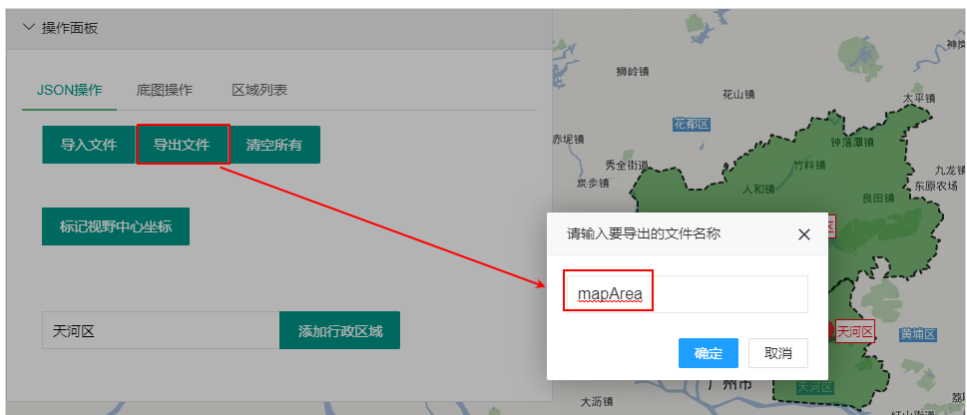 操作面板
JSON操作 底图操作 区域列表
导入文件 导出文件 清空所有
标记视野中心坐标
天河区 添加行政区域
请输入要导出的文件名称
mapArea
确定 取消
神岗
狮岭镇
花山镇
太平镇
花都区
赤坭镇
钟落潭镇
秀全街道
竹料镇
九龙镇
炭步镇
人和镇
东原农场
良田镇
区
天河区
黄埔区
广州市
天河区
大沥镇